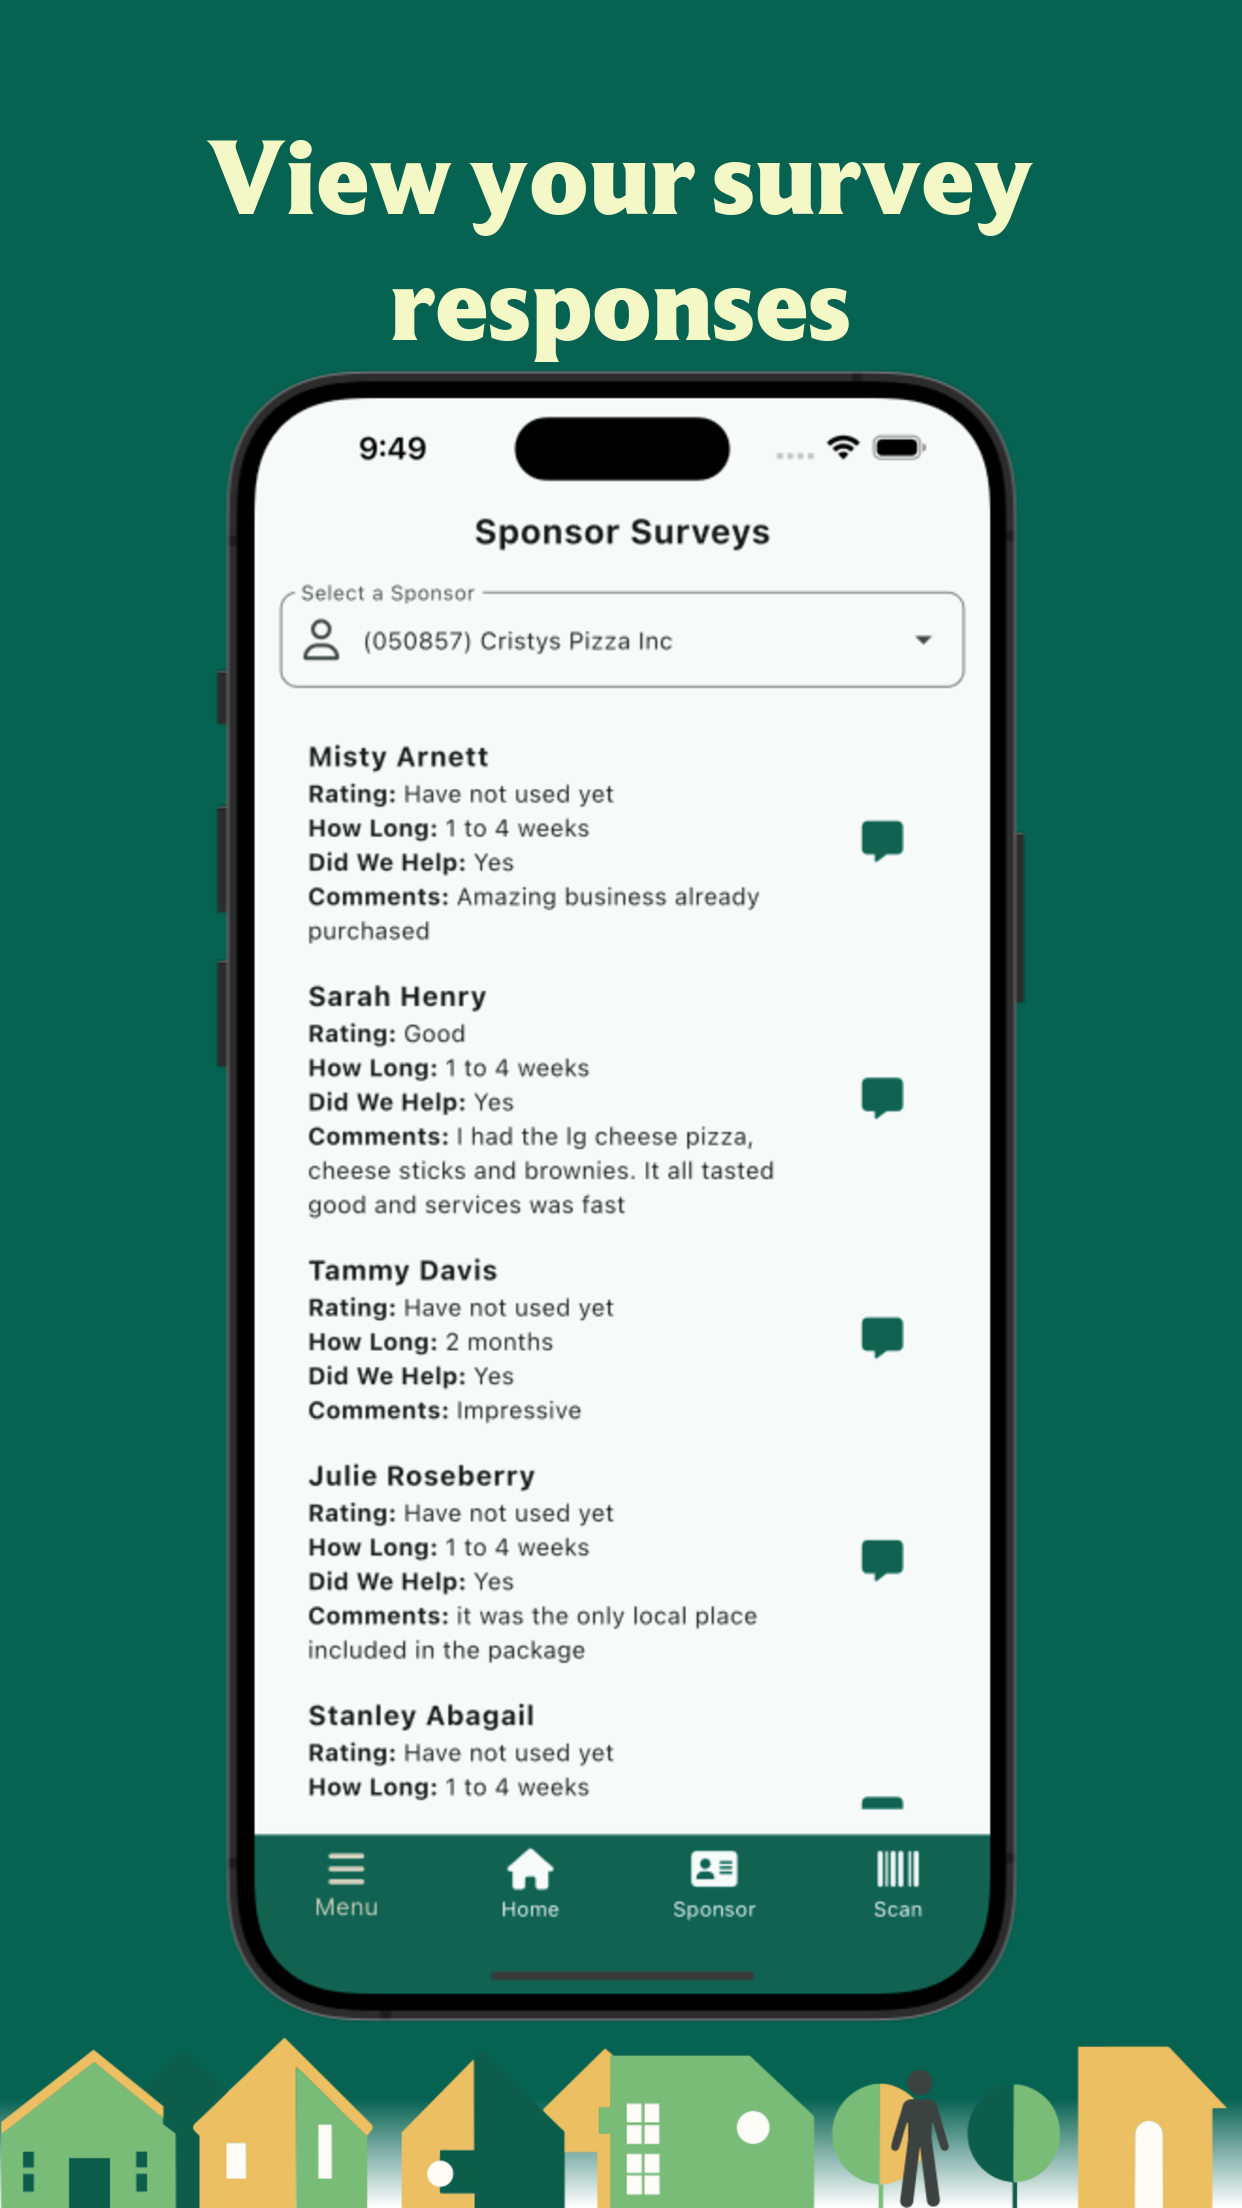 View your survey
responses
9:49
Sponsor Surveys
Select a Sponsor
(050857) Cristys Pizza Inc
Misty Arnett
Rating: Have not used yet
How Long: 1 to 4 weeks
Did We Help: Yes
Comments: Amazing business already
purchased
Sarah Henry
Rating: Good
How Long: 1 to 4 weeks
Did We Help: Yes
Comments: I had the lg cheese pizza,
cheese sticks and brownies. It all tasted
good and services was fast
Tammy Davis
Rating: Have not used yet
How Long: 2 months
Did We Help: Yes
Comments: Impressive
Julie Roseberry
Rating: Have not used yet
How Long: 1 to 4 weeks
Did We Help: Yes
Comments: it was the only local place
included in the package
Stanley Abagail
Rating: Have not used yet
How Long: 1 to 4 weeks
Menu Home Sponsor Scan